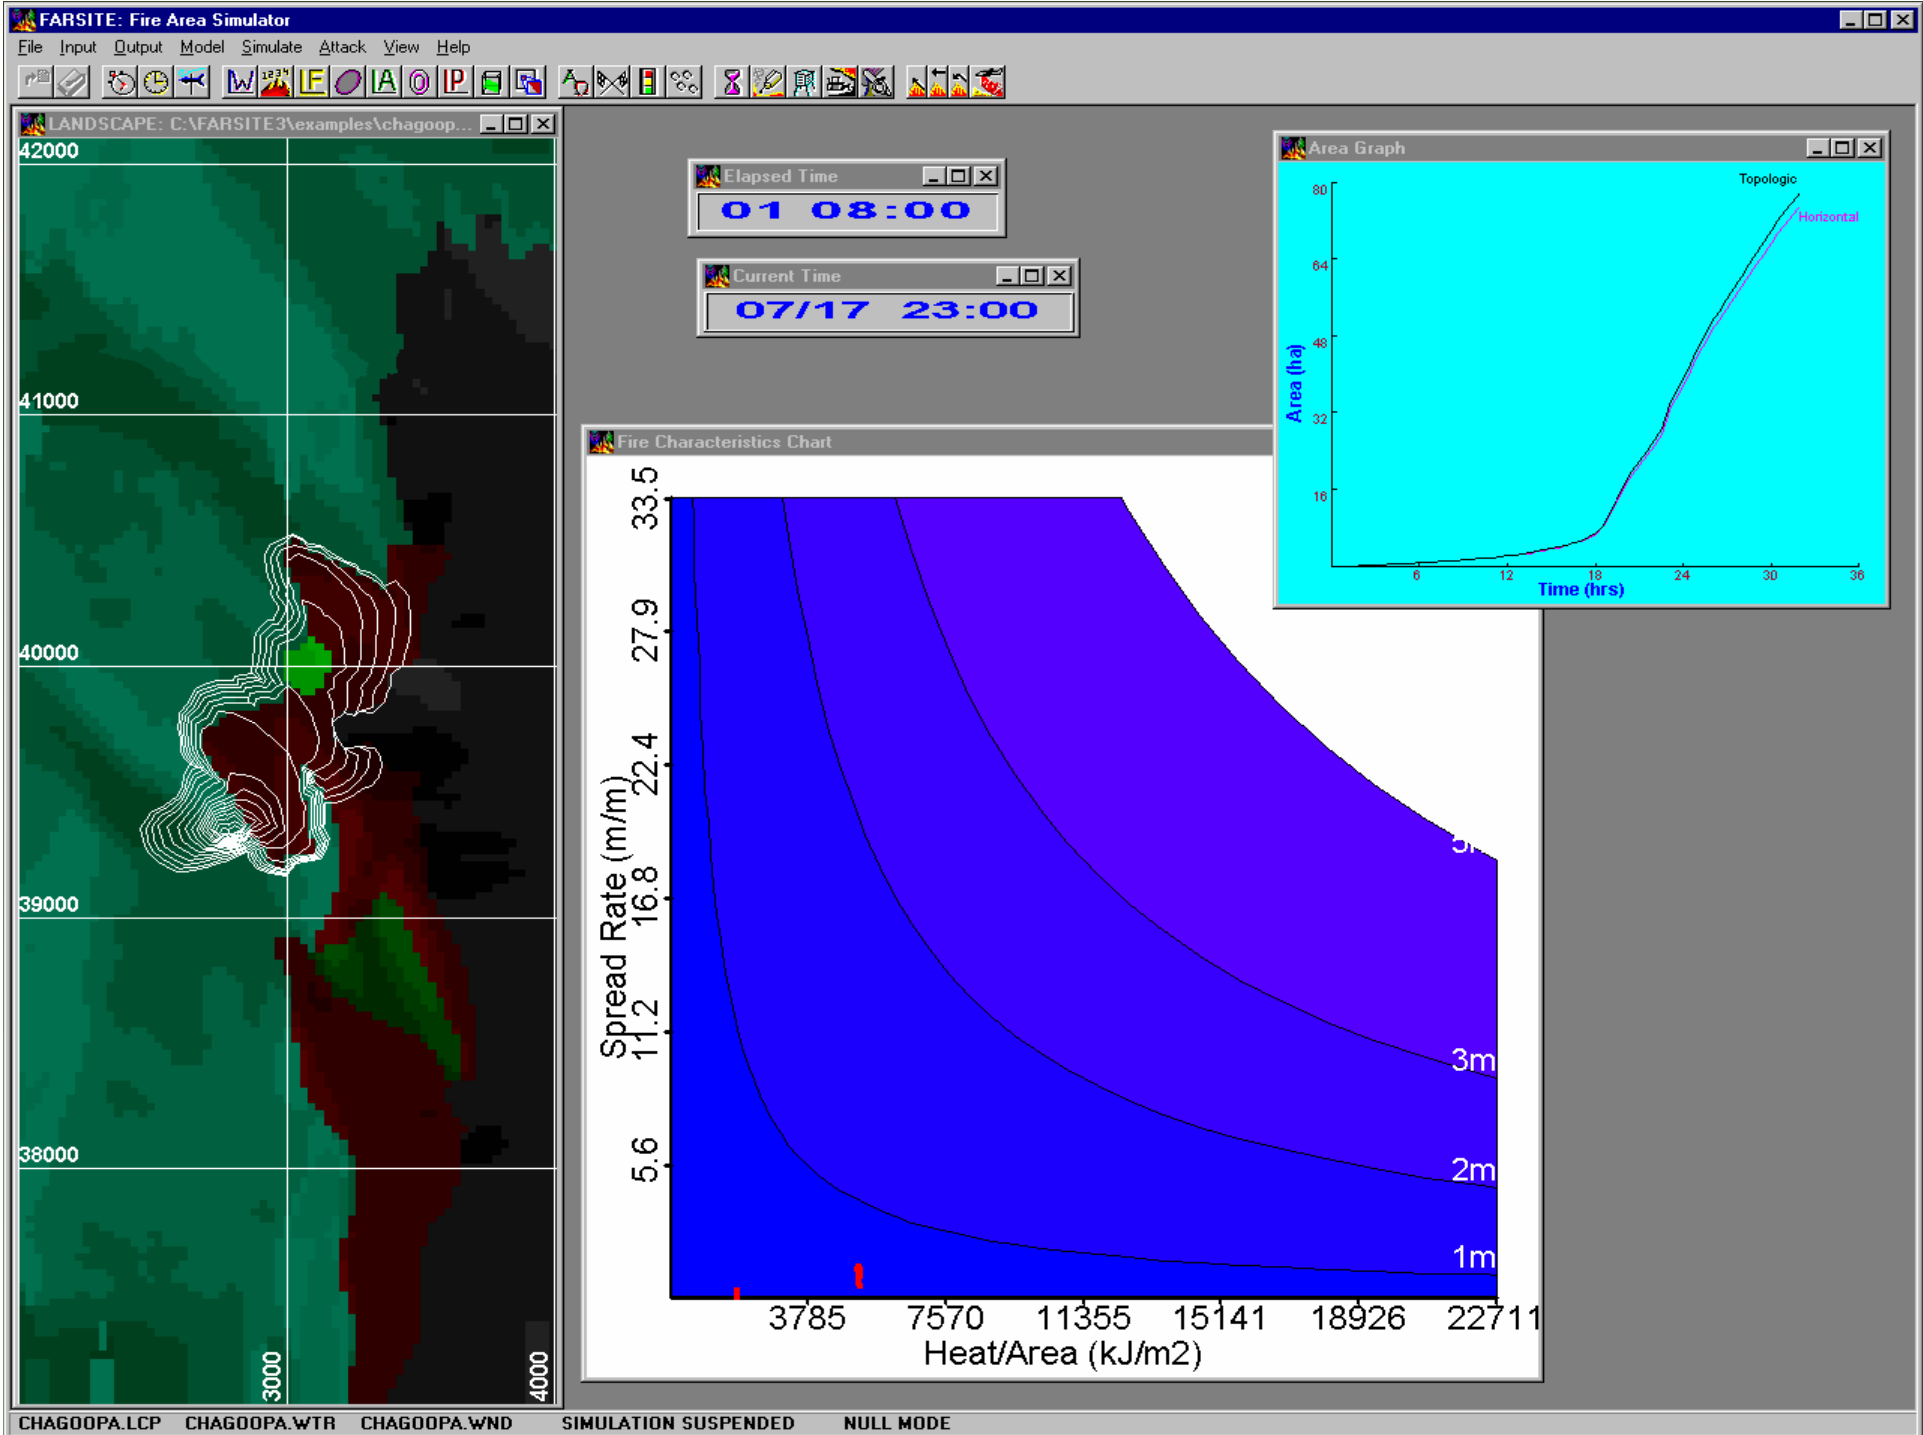 FARSITE: Fire Area Simulator
File Input Output Model Simulate Attack View Help
LANDSCAPE: C:\FARSITE3\examples\chagoop...
42000
41000
40000
39000
38000
3000
4000
Elapsed Time
01 08:00
Current Time
07/17 23:00
Area Graph
Topologic
Horizontal
80
64
48
32
16
Area (ha)
6 12 18 24 30 36
Time (hrs)
Fire Characteristics Chart
33.5
27.9
22.4
16.8
11.2
5.6
Spread Rate (m/m)
3m
2m
1m
3785 7570 11355 15141 18926 22711
Heat/Area (kJ/m2)
CHAGOOPA.LCP CHAGOOPA.WTR CHAGOOPA.WND SIMULATION SUSPENDED NULL MODE